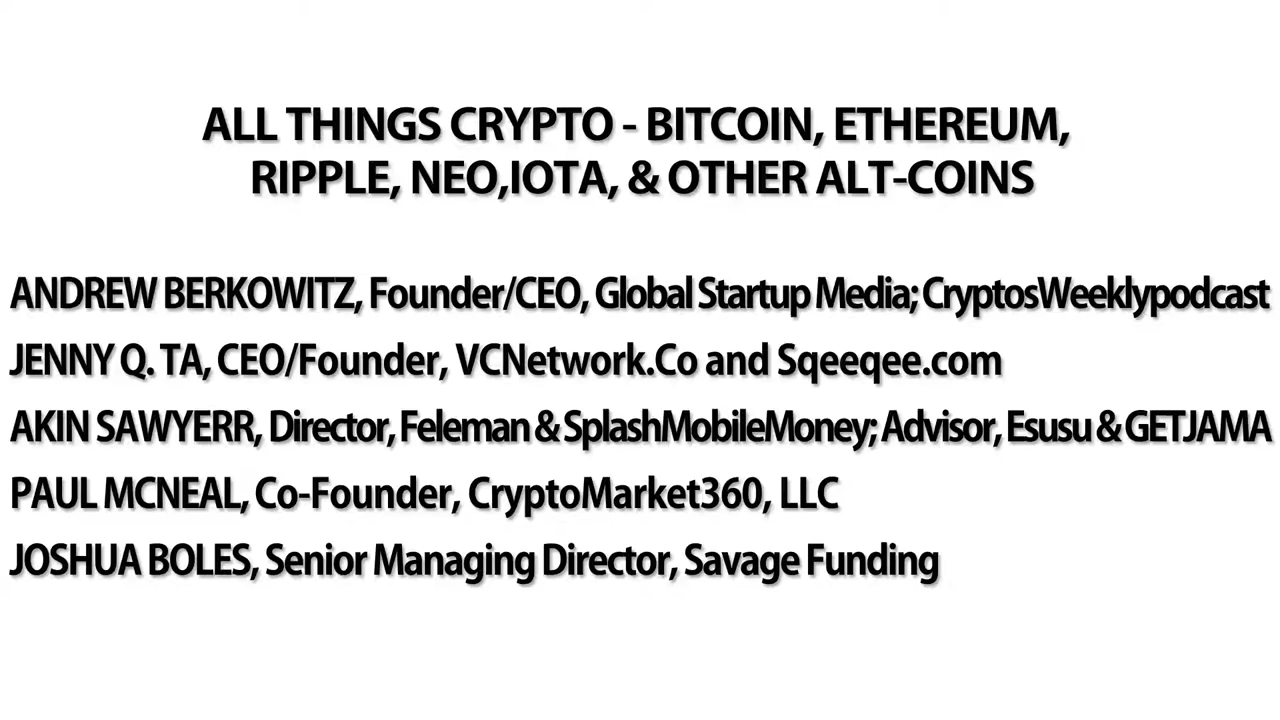 ALL THINGS CRYPTO - BITCOIN, ETHEREUM,
RIPPLE, NEO,IOTA, & OTHER ALT-COINS
ANDREW BERKOWITZ, Founder/CEO, Global Startup Media; CryptosWeeklypodcast
JENNY Q. TA, CEO/Founder, VCNetwork.Co and Sqeeqee.com
AKIN SAWYERR, Director, Feleman & SplashMobileMoney; Advisor, Esusu & GETJAMA
PAUL MCNEAL, Co-Founder, CryptoMarket360, LLC
JOSHUA BOLES, Senior Managing Director, Savage Funding